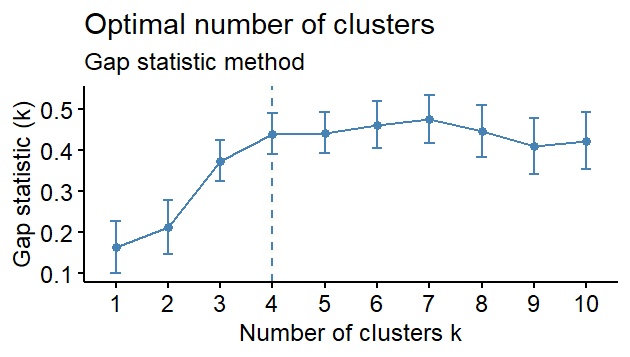 Optimal number of clusters
Gap statistic method
Gap statistic (k)
0.5
0.4
0.3
0.2
0.1
1 2 3 4 5 6 7 8 9 10
Number of clusters k